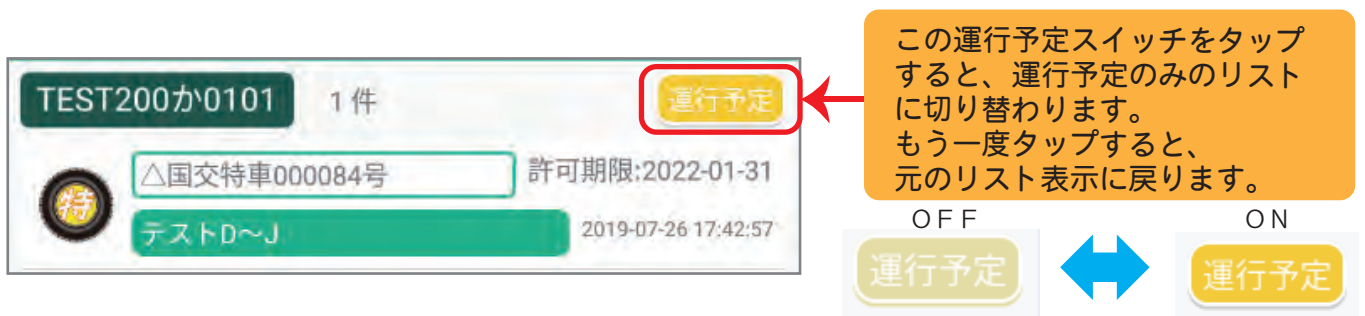 TEST200か0101 1件 運行予定
△国交特車000084号 許可期限:2022-01-31
特
テストD～J 2019-07-26 17:42:57
この運行予定スイッチをタップ
すると、運行予定のみのリスト
に切り替わります。
もう一度タップすると、
元のリスト表示に戻ります。
OFF ON
運行予定 運行予定